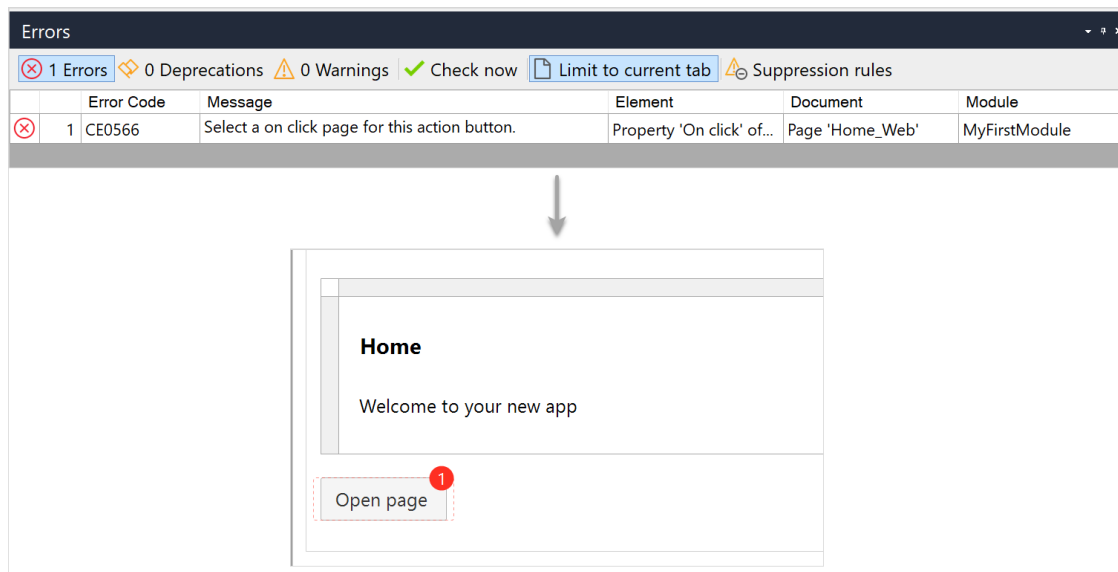 Errors
1 Errors 0 Deprecations 0 Warnings Check now Limit to current tab Suppression rules
Error Code Message Element Document Module
1 CE0566 Select a on click page for this action button. Property 'On click' of... Page 'Home_Web' MyFirstModule
Home
Welcome to your new app
1
Open page